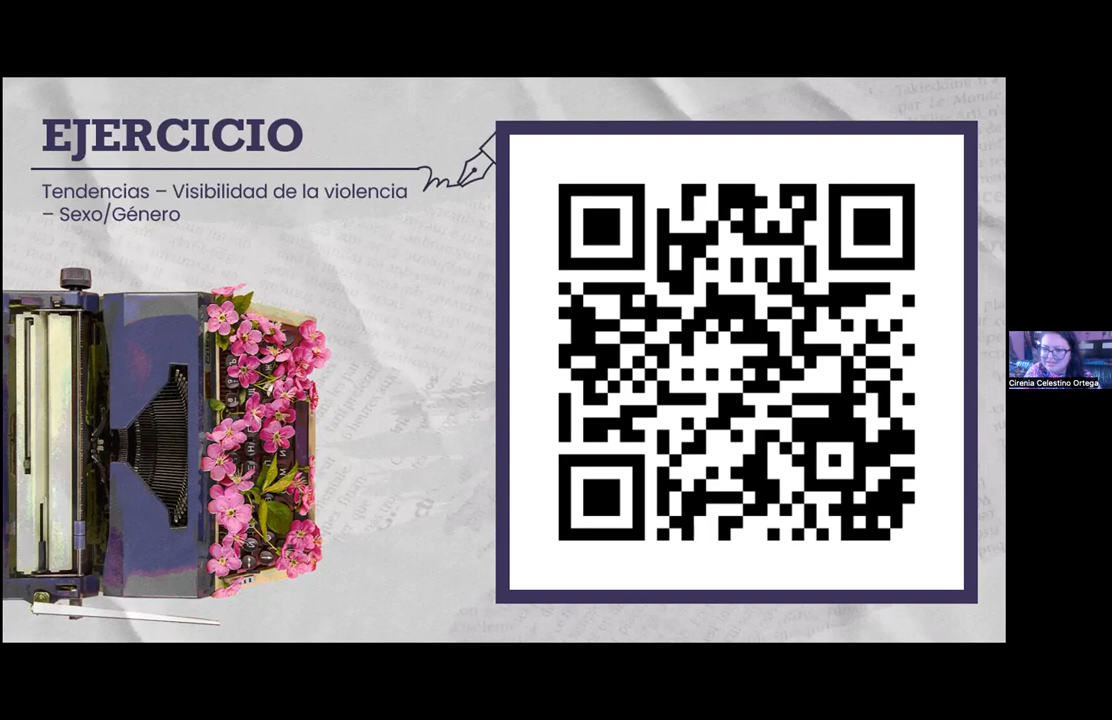 EJERCICIO
Tendencias – Visibilidad de la violencia
– Sexo/Género
Cirenia Celestino Ortega